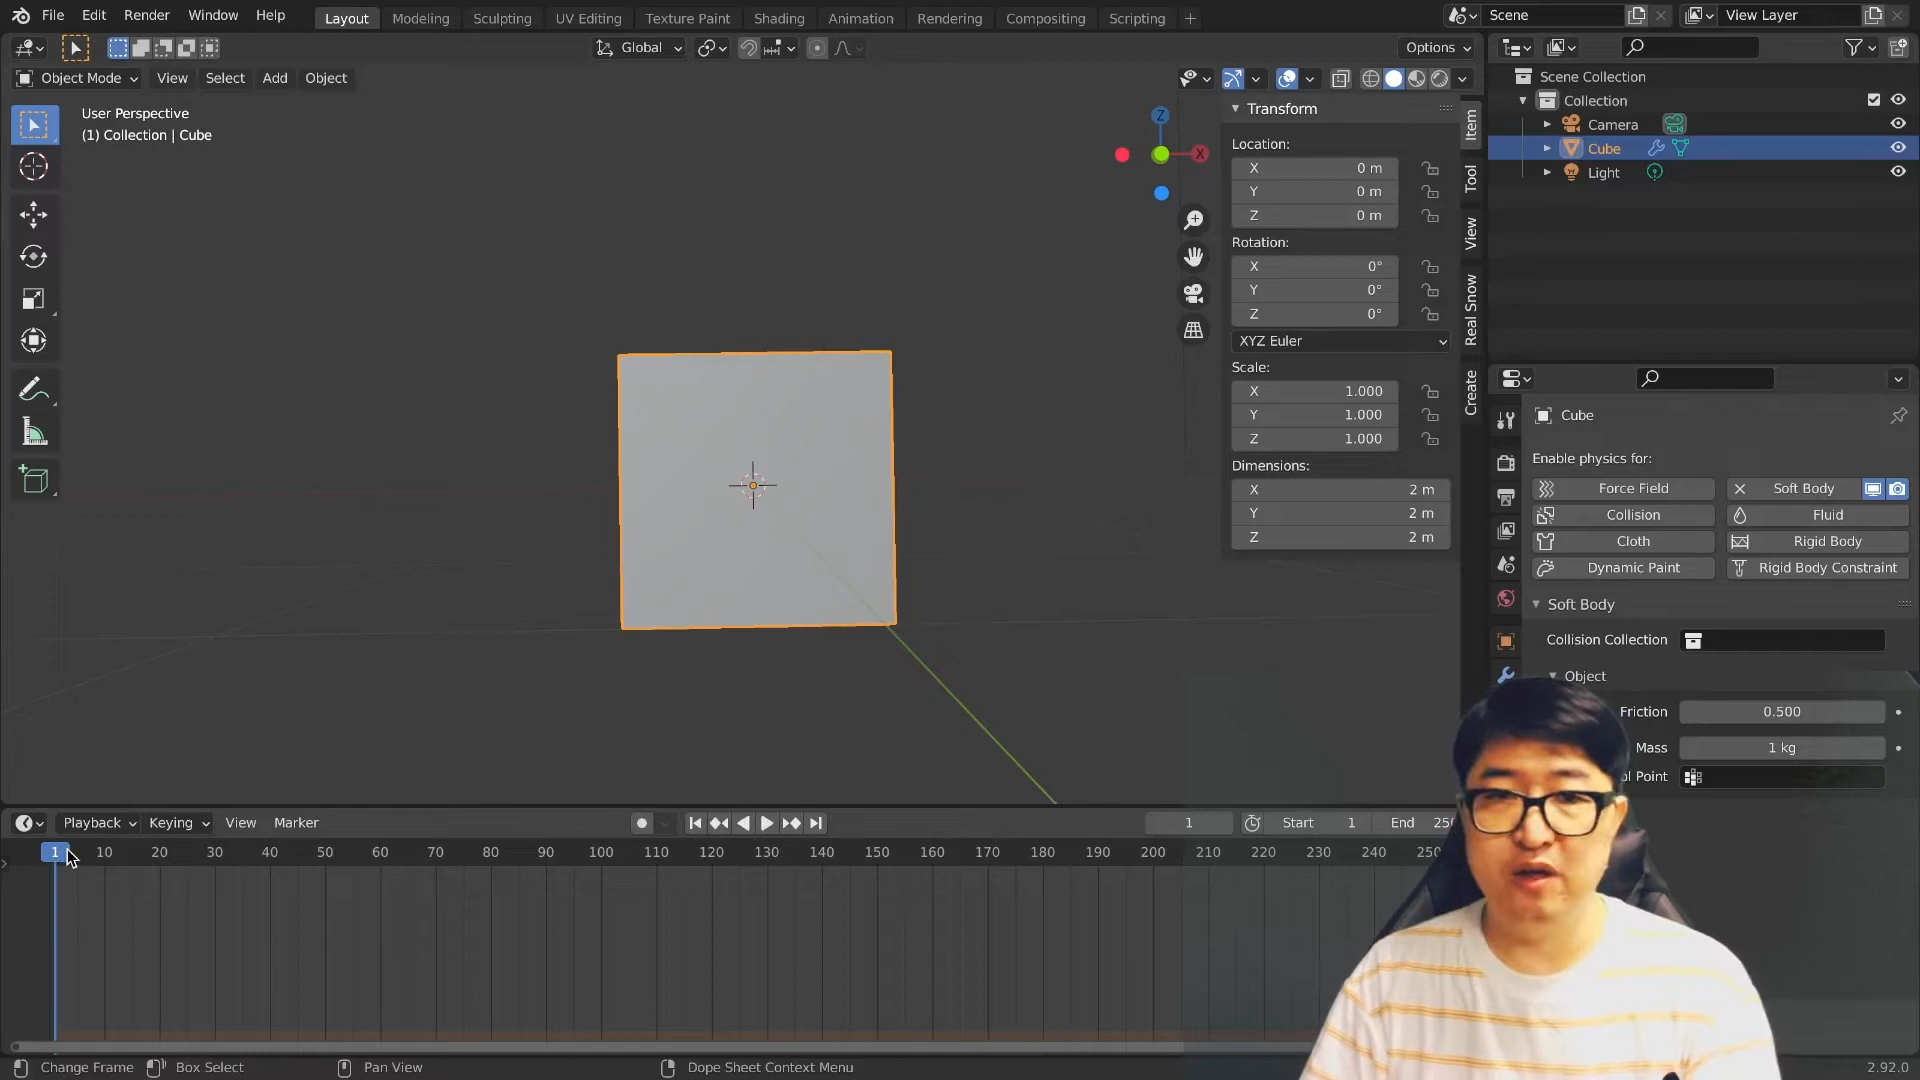 File Edit Render Window Help Layout Modeling Sculpting UV Editing Texture Paint Shading Animation Rendering Compositing Scripting + Scene View Layer
Global Options
Object Mode View Select Add Object
User Perspective
(1) Collection | Cube
Z
X
Transform
Location:
X 0 m
Y 0 m
Z 0 m
Rotation:
X 0°
Y 0°
Z 0°
XYZ Euler
Scale:
X 1.000
Y 1.000
Z 1.000
Dimensions:
X 2 m
Y 2 m
Z 2 m
Item
Tool
View
Real Snow
Create
Scene Collection
Collection
Camera
Cube
Light
Cube
Enable physics for:
Force Field Soft Body
Collision Fluid
Cloth Rigid Body
Dynamic Paint Rigid Body Constraint
Soft Body
Collision Collection
Object
Friction 0.500
Mass 1 kg
Point
Playback Keying View Marker 1 Start 1 End
1 10 20 30 40 50 60 70 80 90 100 110 120 130 140 150 160 170 180 190 200 210 220 230 240 250
Change Frame Box Select Pan View Dope Sheet Context Menu 2.92.0